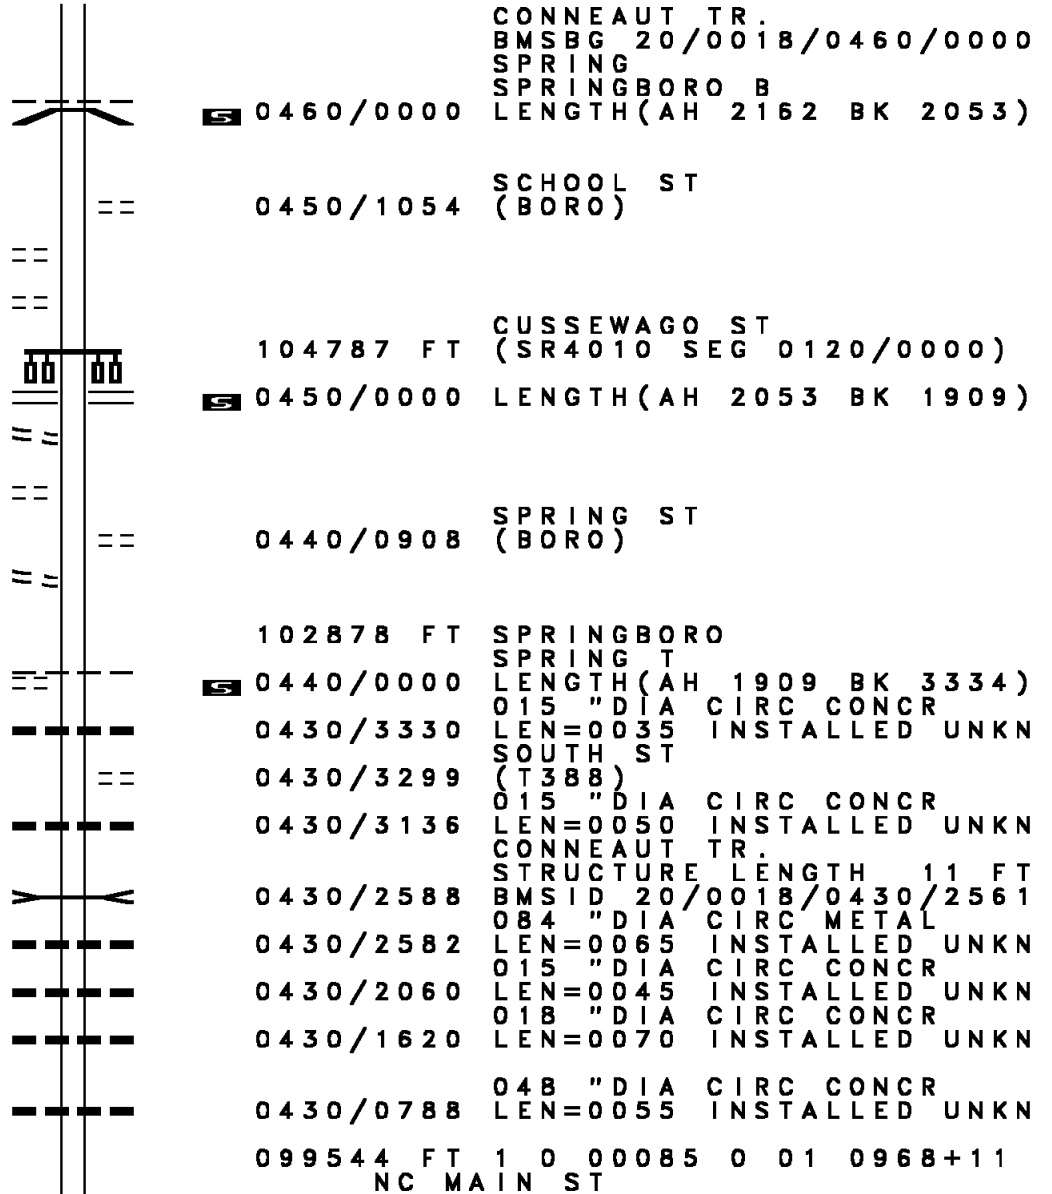 CONNEAUT TR.
BMSBG 20/0018/0460/0000
SPRING
SPRINGBORO B
S 0460/0000 LENGTH(AH 2162 BK 2053)
SCHOOL ST
0450/1054 (BORO)
CUSSEWAGO ST
104787 FT (SR4010 SEG 0120/0000)
S 0450/0000 LENGTH(AH 2053 BK 1909)
SPRING ST
0440/0908 (BORO)
102878 FT SPRINGBORO
SPRING T
S 0440/0000 LENGTH(AH 1909 BK 3334)
015 "DIA CIRC CONCR
0430/3330 LEN=0035 INSTALLED UNKN
SOUTH ST
0430/3299 (T388)
015 "DIA CIRC CONCR
0430/3136 LEN=0050 INSTALLED UNKN
CONNEAUT TR.
STRUCTURE LENGTH 11 FT
0430/2588 BMSID 20/0018/0430/2561
084 "DIA CIRC METAL
0430/2582 LEN=0065 INSTALLED UNKN
015 "DIA CIRC CONCR
0430/2060 LEN=0045 INSTALLED UNKN
018 "DIA CIRC CONCR
0430/1620 LEN=0070 INSTALLED UNKN
048 "DIA CIRC CONCR
0430/0788 LEN=0055 INSTALLED UNKN
099544 FT 1 0 00085 0 01 0968+11
NC MAIN ST